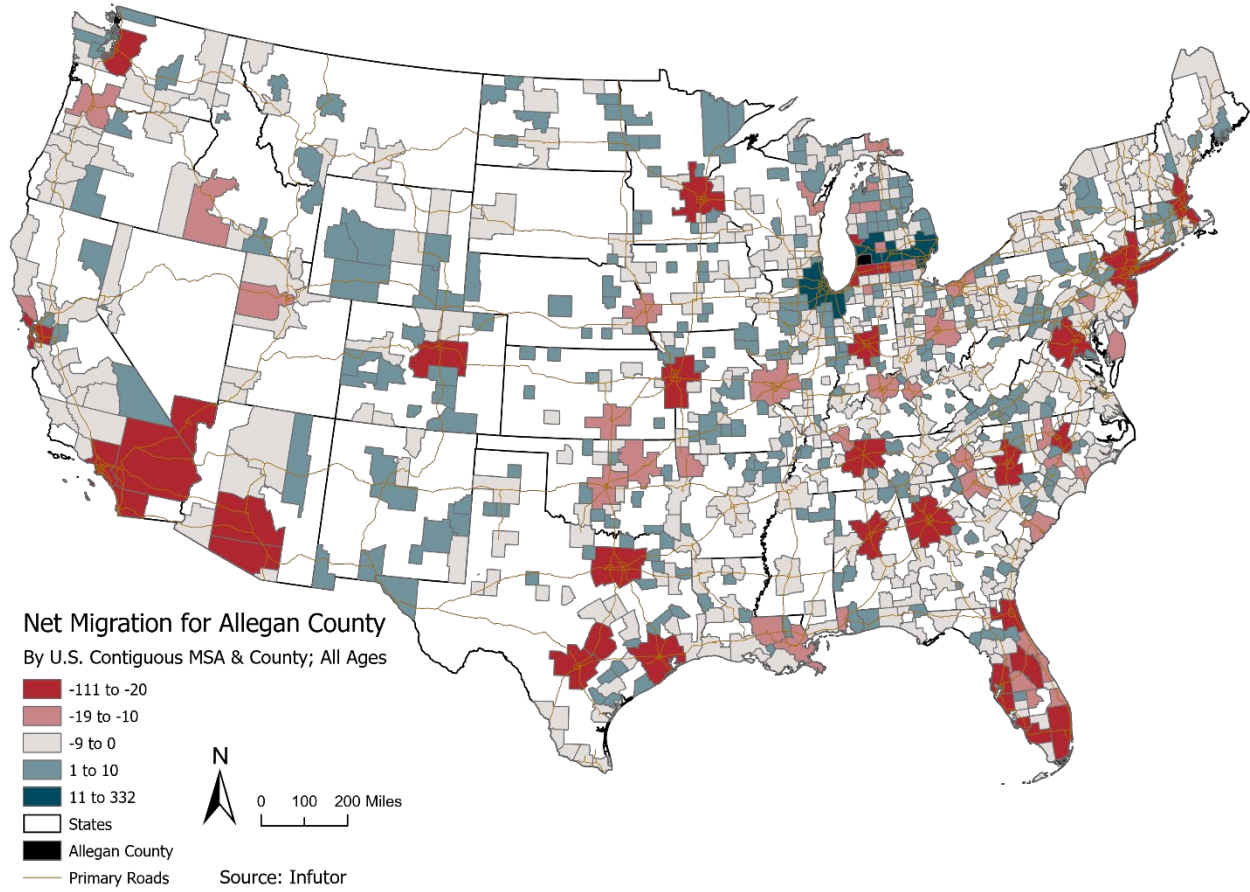 Net Migration for Allegan County
By U.S. Contiguous MSA & County; All Ages
-111 to -20
-19 to -10
-9 to 0
1 to 10
11 to 332
States
Allegan County
Primary Roads
N
0 100 200 Miles
Source: Infutor